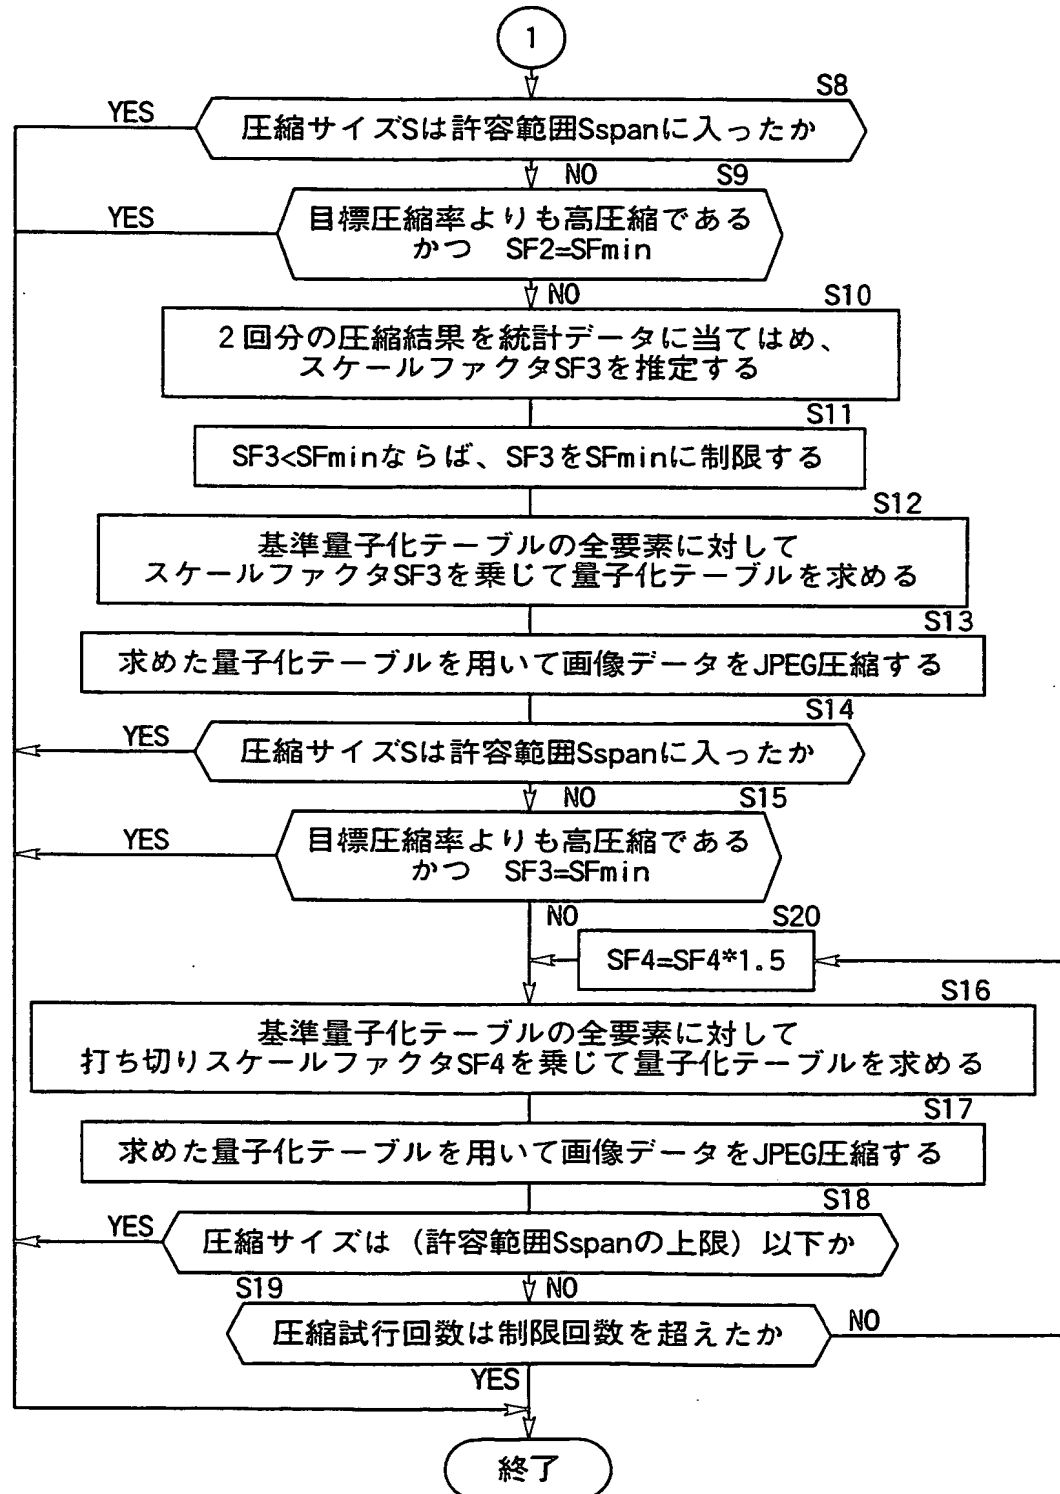 1
S8
YES
圧縮サイズSは許容範囲Sspanに入ったか
NO
S9
YES
目標圧縮率よりも高圧縮である
かつ　SF2=SFmin
NO
S10
2回分の圧縮結果を統計データに当てはめ、
スケールファクタSF3を推定する
S11
SF3<SFminならば、SF3をSFminに制限する
S12
基準量子化テーブルの全要素に対して
スケールファクタSF3を乗じて量子化テーブルを求める
S13
求めた量子化テーブルを用いて画像データをJPEG圧縮する
S14
YES
圧縮サイズSは許容範囲Sspanに入ったか
NO
S15
YES
目標圧縮率よりも高圧縮である
かつ　SF3=SFmin
NO
S20
SF4=SF4*1.5
S16
基準量子化テーブルの全要素に対して
打ち切りスケールファクタSF4を乗じて量子化テーブルを求める
S17
求めた量子化テーブルを用いて画像データをJPEG圧縮する
S18
YES
圧縮サイズは（許容範囲Sspanの上限）以下か
NO
S19
圧縮試行回数は制限回数を超えたか
NO
YES
終了